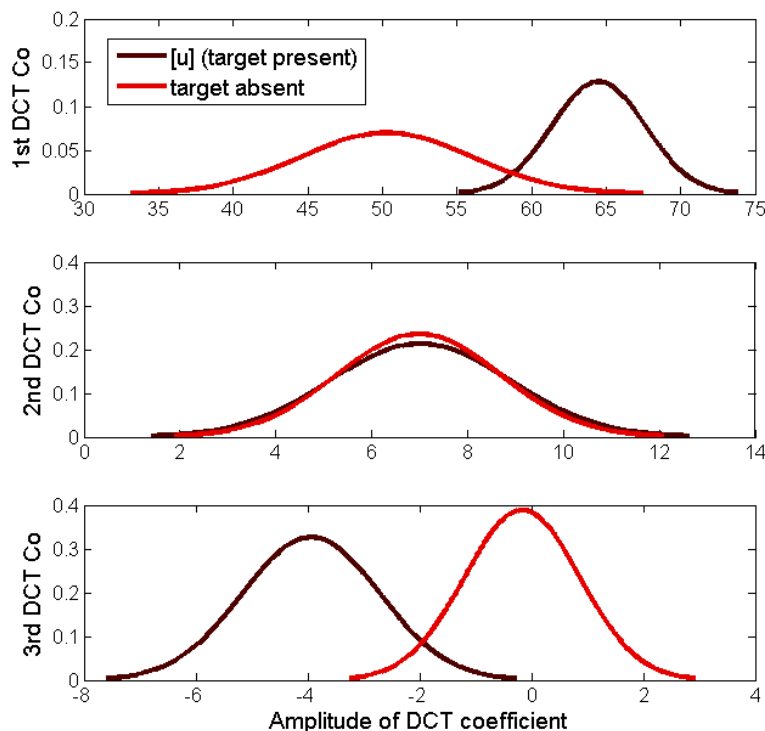 0.2
0.15
0.1
0.05
0
1st DCT Co
[u] (target present)
target absent
30 35 40 45 50 55 60 65 70 75
0.4
0.3
0.2
0.1
0
2nd DCT Co
0 2 4 6 8 10 12 14
0.4
0.3
0.2
0.1
0
3rd DCT Co
-8 -6 -4 -2 0 2 4
Amplitude of DCT coefficient